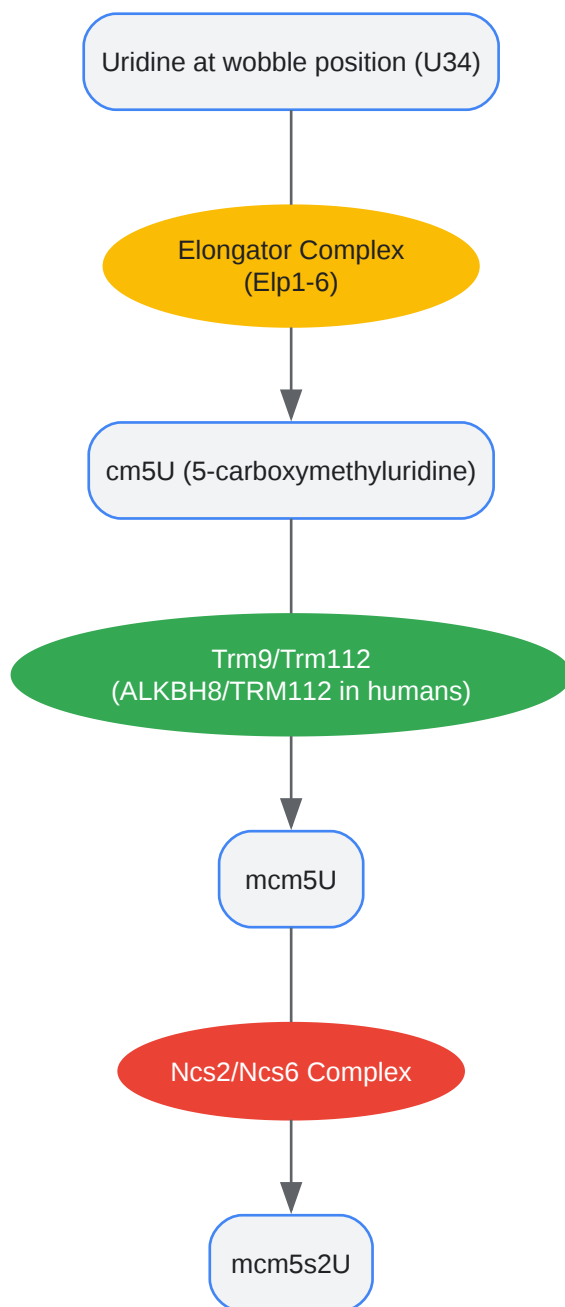 Uridine at wobble position (U34)
Elongator Complex
(Elp1-6)
cm5U (5-carboxymethyluridine)
Trm9/Trm112
(ALKBH8/TRM112 in humans)
mcm5U
Ncs2/Ncs6 Complex
mcm5s2U